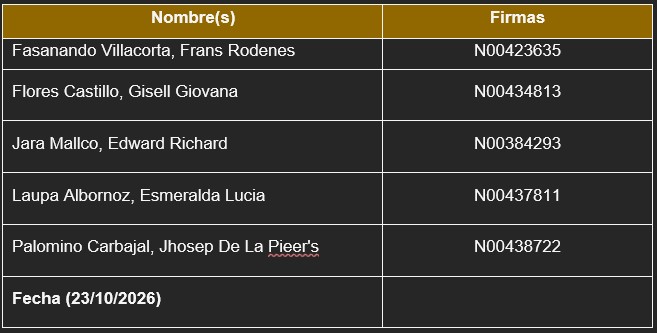 Nombre(s) Firmas
Fasanando Villacorta, Frans Rodenes N00423635
Flores Castillo, Gisell Giovana N00434813
Jara Mallco, Edward Richard N00384293
Laupa Albornoz, Esmeralda Lucia N00437811
Palomino Carbajal, Jhosep De La Pieer's N00438722
Fecha (23/10/2026)